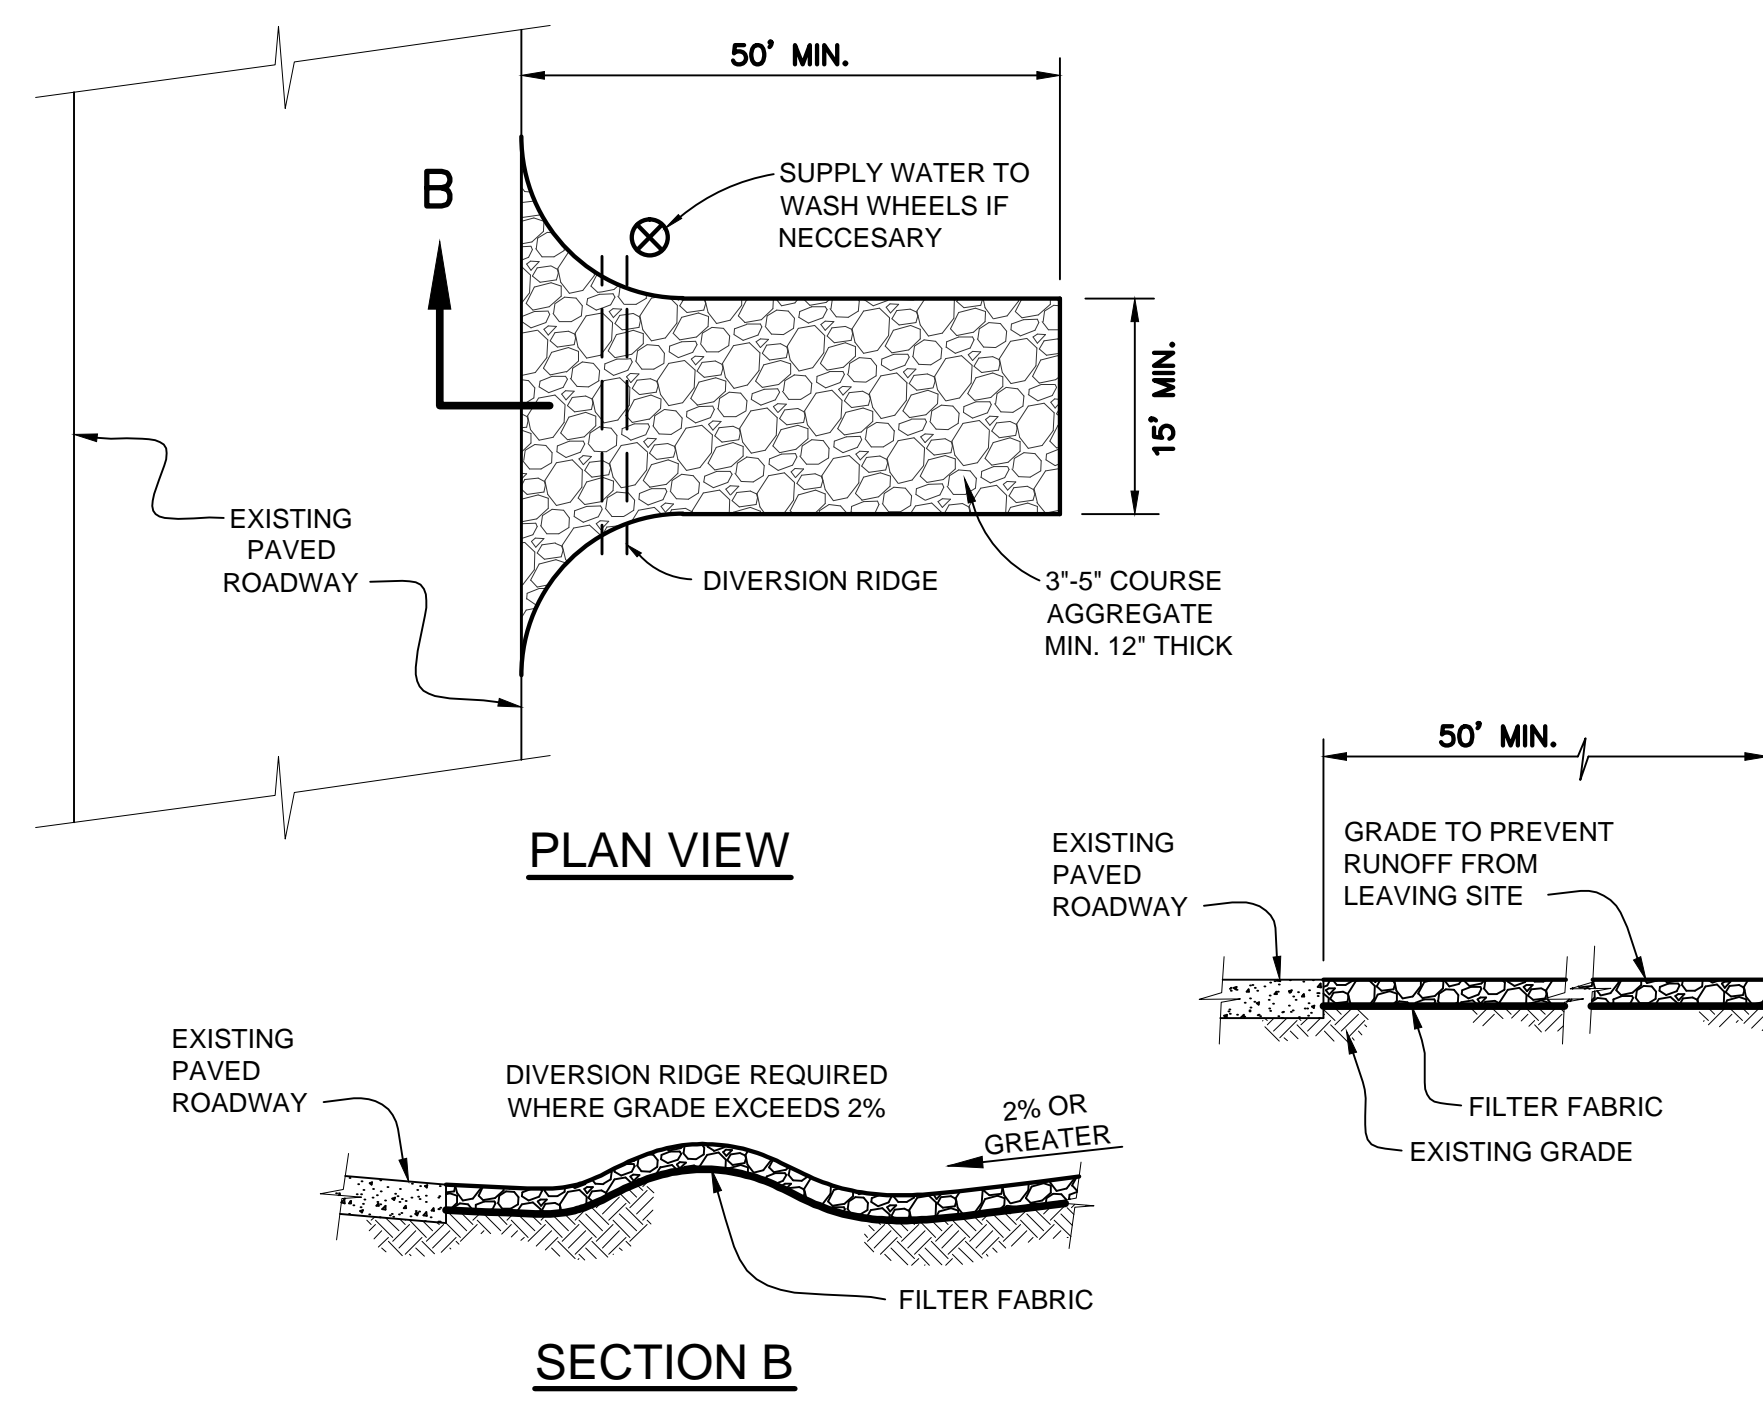 50' MIN.
B
SUPPLY WATER TO
WASH WHEELS IF
NECCESARY
15' MIN.
EXISTING
PAVED
ROADWAY
DIVERSION RIDGE
3"-5" COURSE
AGGREGATE
MIN. 12" THICK
PLAN VIEW
50' MIN.
EXISTING
PAVED
ROADWAY
GRADE TO PREVENT
RUNOFF FROM
LEAVING SITE
FILTER FABRIC
EXISTING GRADE
EXISTING
PAVED
ROADWAY
DIVERSION RIDGE REQUIRED
WHERE GRADE EXCEEDS 2%
2% OR
GREATER
FILTER FABRIC
SECTION B